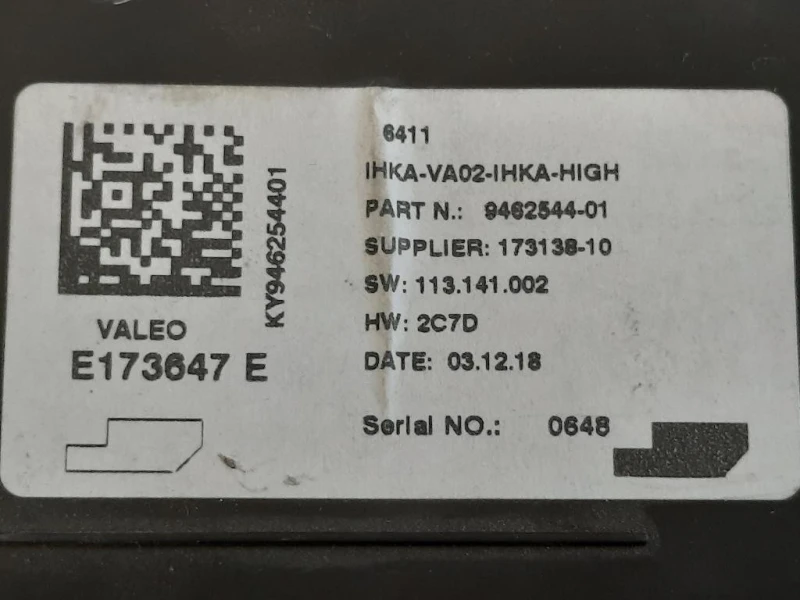 6411
IHKA-VA02-IHKA-HIGH
PART N.: 9462544-01
SUPPLIER: 173138-10
SW: 113.141.002
HW: 2C7D
DATE: 03.12.18
Serial NO.: 0648
KY946254401
VALEO
E173647 E